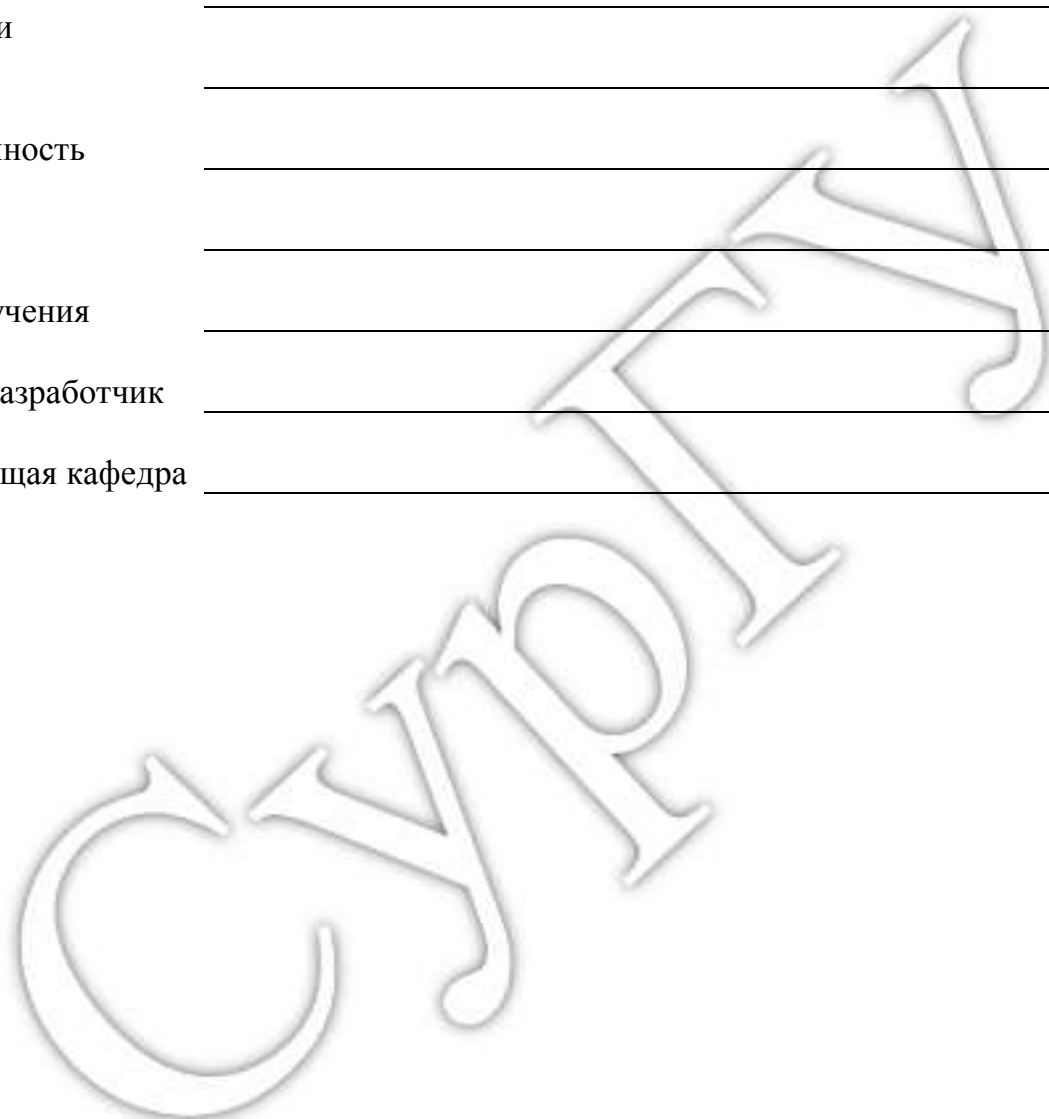 и
ность
учения
азработчик
щая кафедра
СурГУ